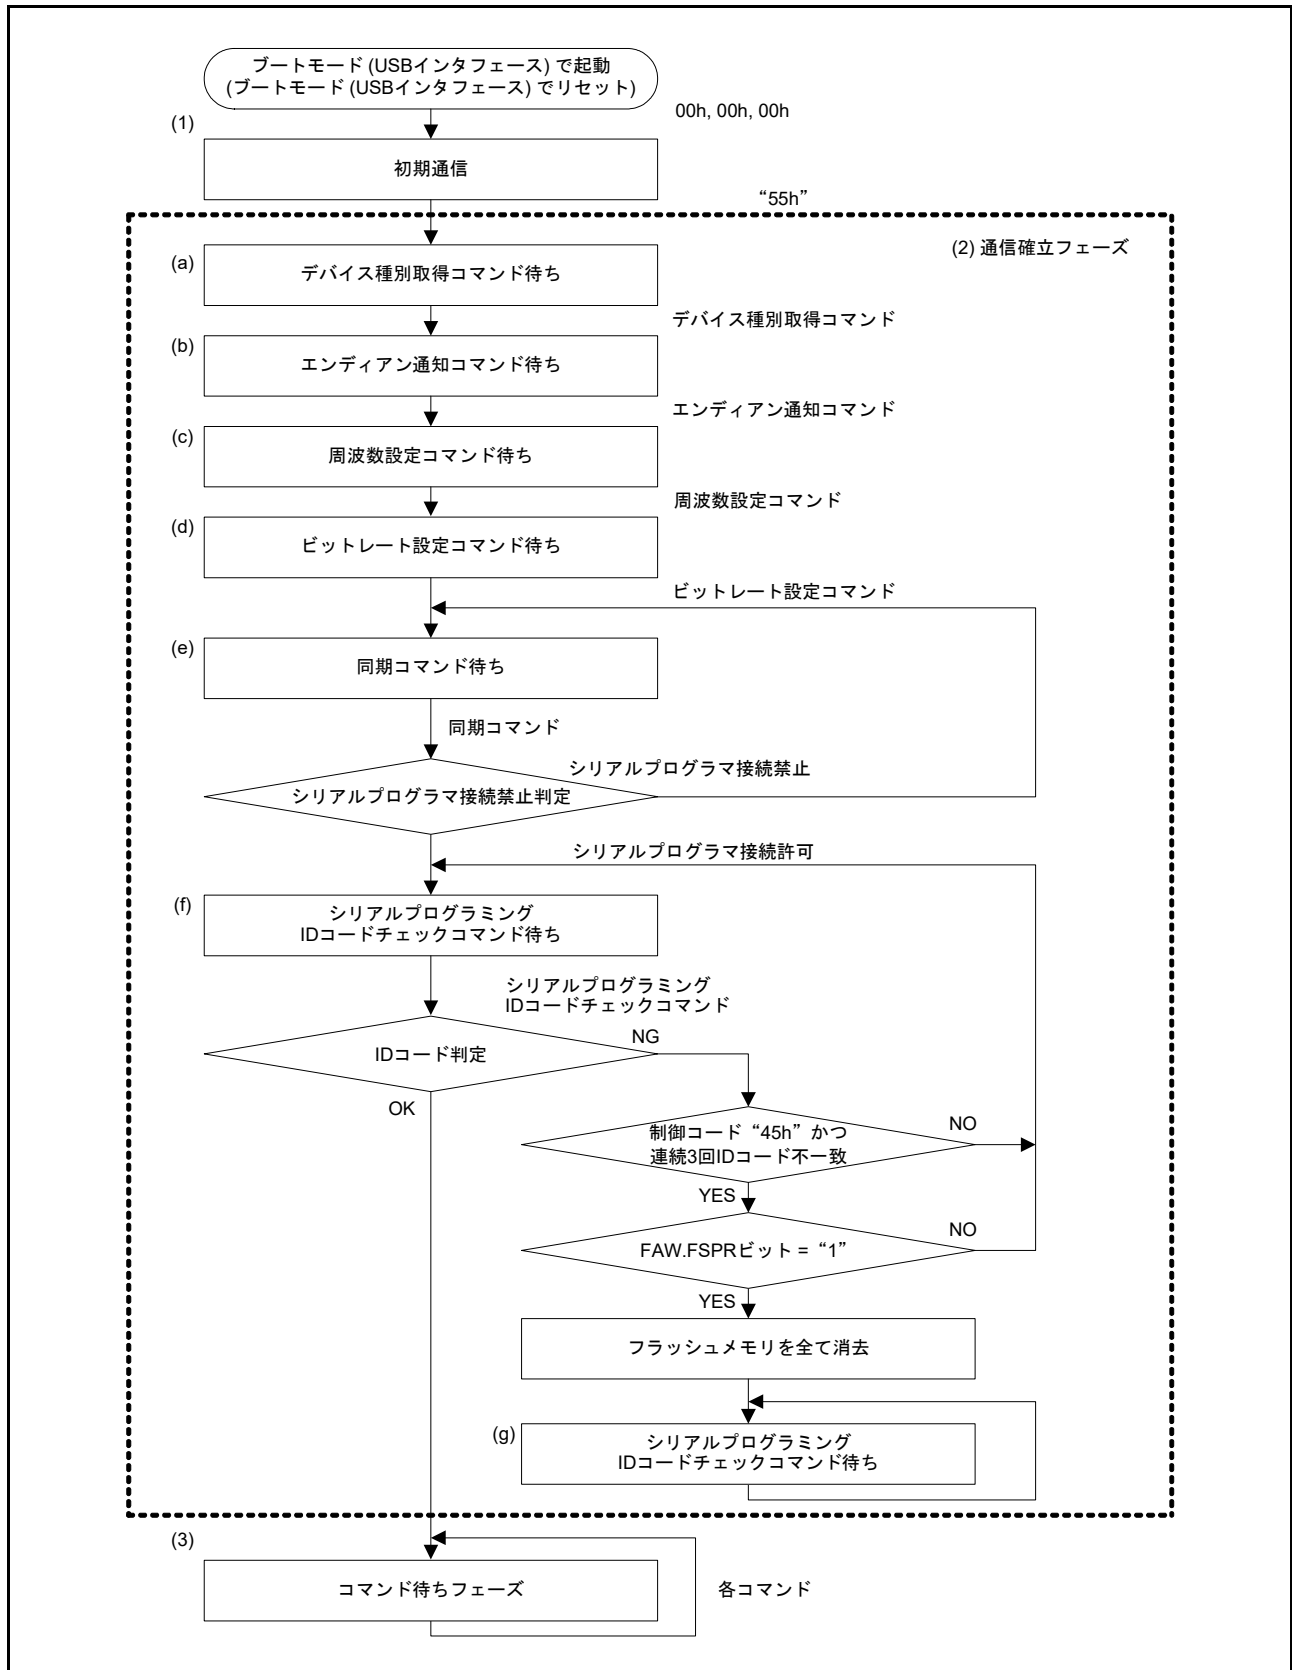 ブートモード (USBインタフェース) で起動
(ブートモード (USBインタフェース) でリセット)
00h, 00h, 00h
(1)
初期通信
“55h”
(2) 通信確立フェーズ
(a)
デバイス種別取得コマンド待ち
デバイス種別取得コマンド
(b)
エンディアン通知コマンド待ち
エンディアン通知コマンド
(c)
周波数設定コマンド待ち
周波数設定コマンド
(d)
ビットレート設定コマンド待ち
ビットレート設定コマンド
(e)
同期コマンド待ち
同期コマンド
シリアルプログラマ接続禁止
シリアルプログラマ接続禁止判定
シリアルプログラマ接続許可
(f)
シリアルプログラミング
IDコードチェックコマンド待ち
シリアルプログラミング
IDコードチェックコマンド
NG
IDコード判定
OK
制御コード“45h”かつ
連続3回IDコード不一致
NO
YES
FAW.FSPRビット = “1”
NO
YES
フラッシュメモリを全て消去
(g)
シリアルプログラミング
IDコードチェックコマンド待ち
(3)
コマンド待ちフェーズ
各コマンド